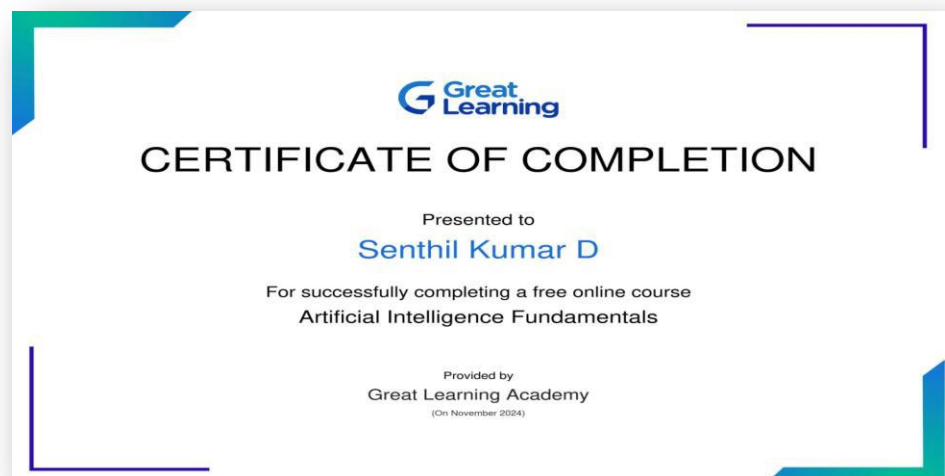 Great
Learning
CERTIFICATE OF COMPLETION
Presented to
Senthil Kumar D
For successfully completing a free online course
Artificial Intelligence Fundamentals
Provided by
Great Learning Academy
(On November 2024)